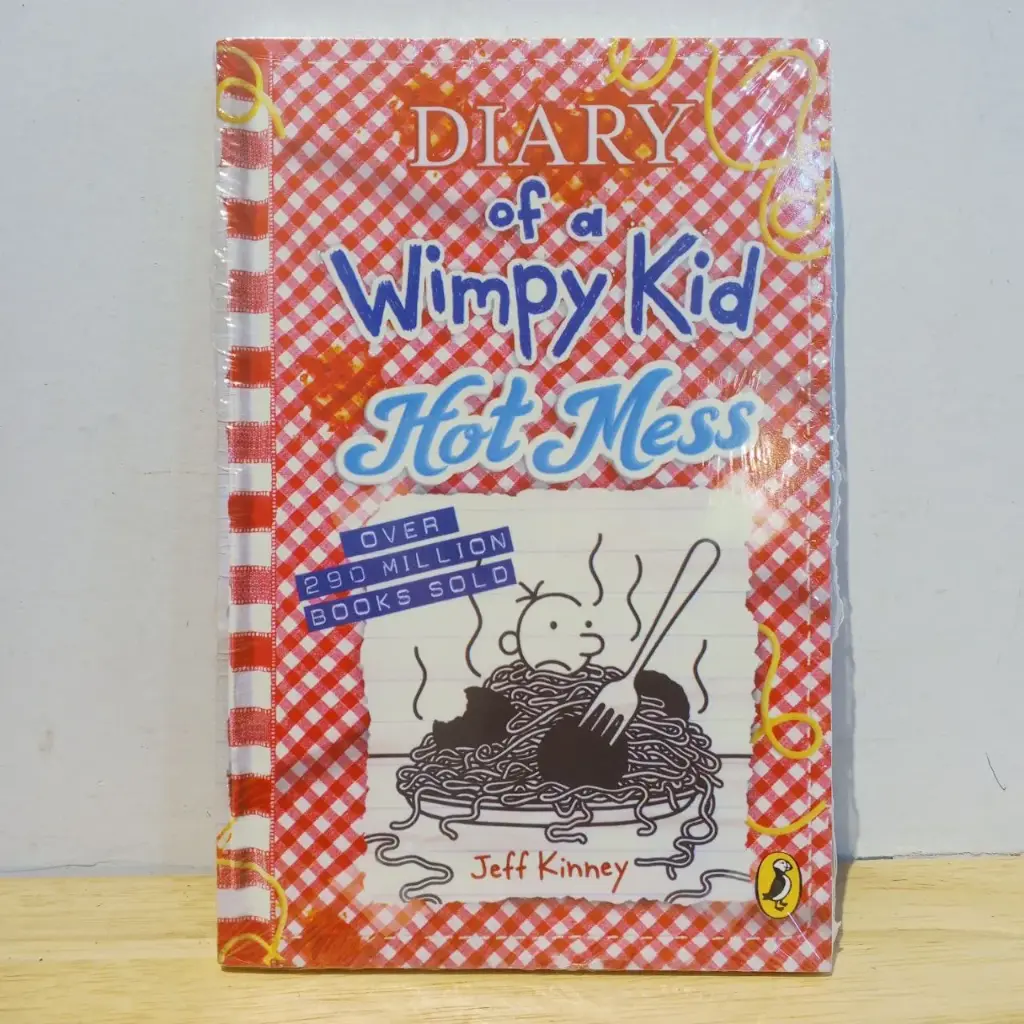 DIARY
of a
Wimpy Kid
Hot Mess
OVER
290 MILLION
BOOKS SOLD
Jeff Kinney